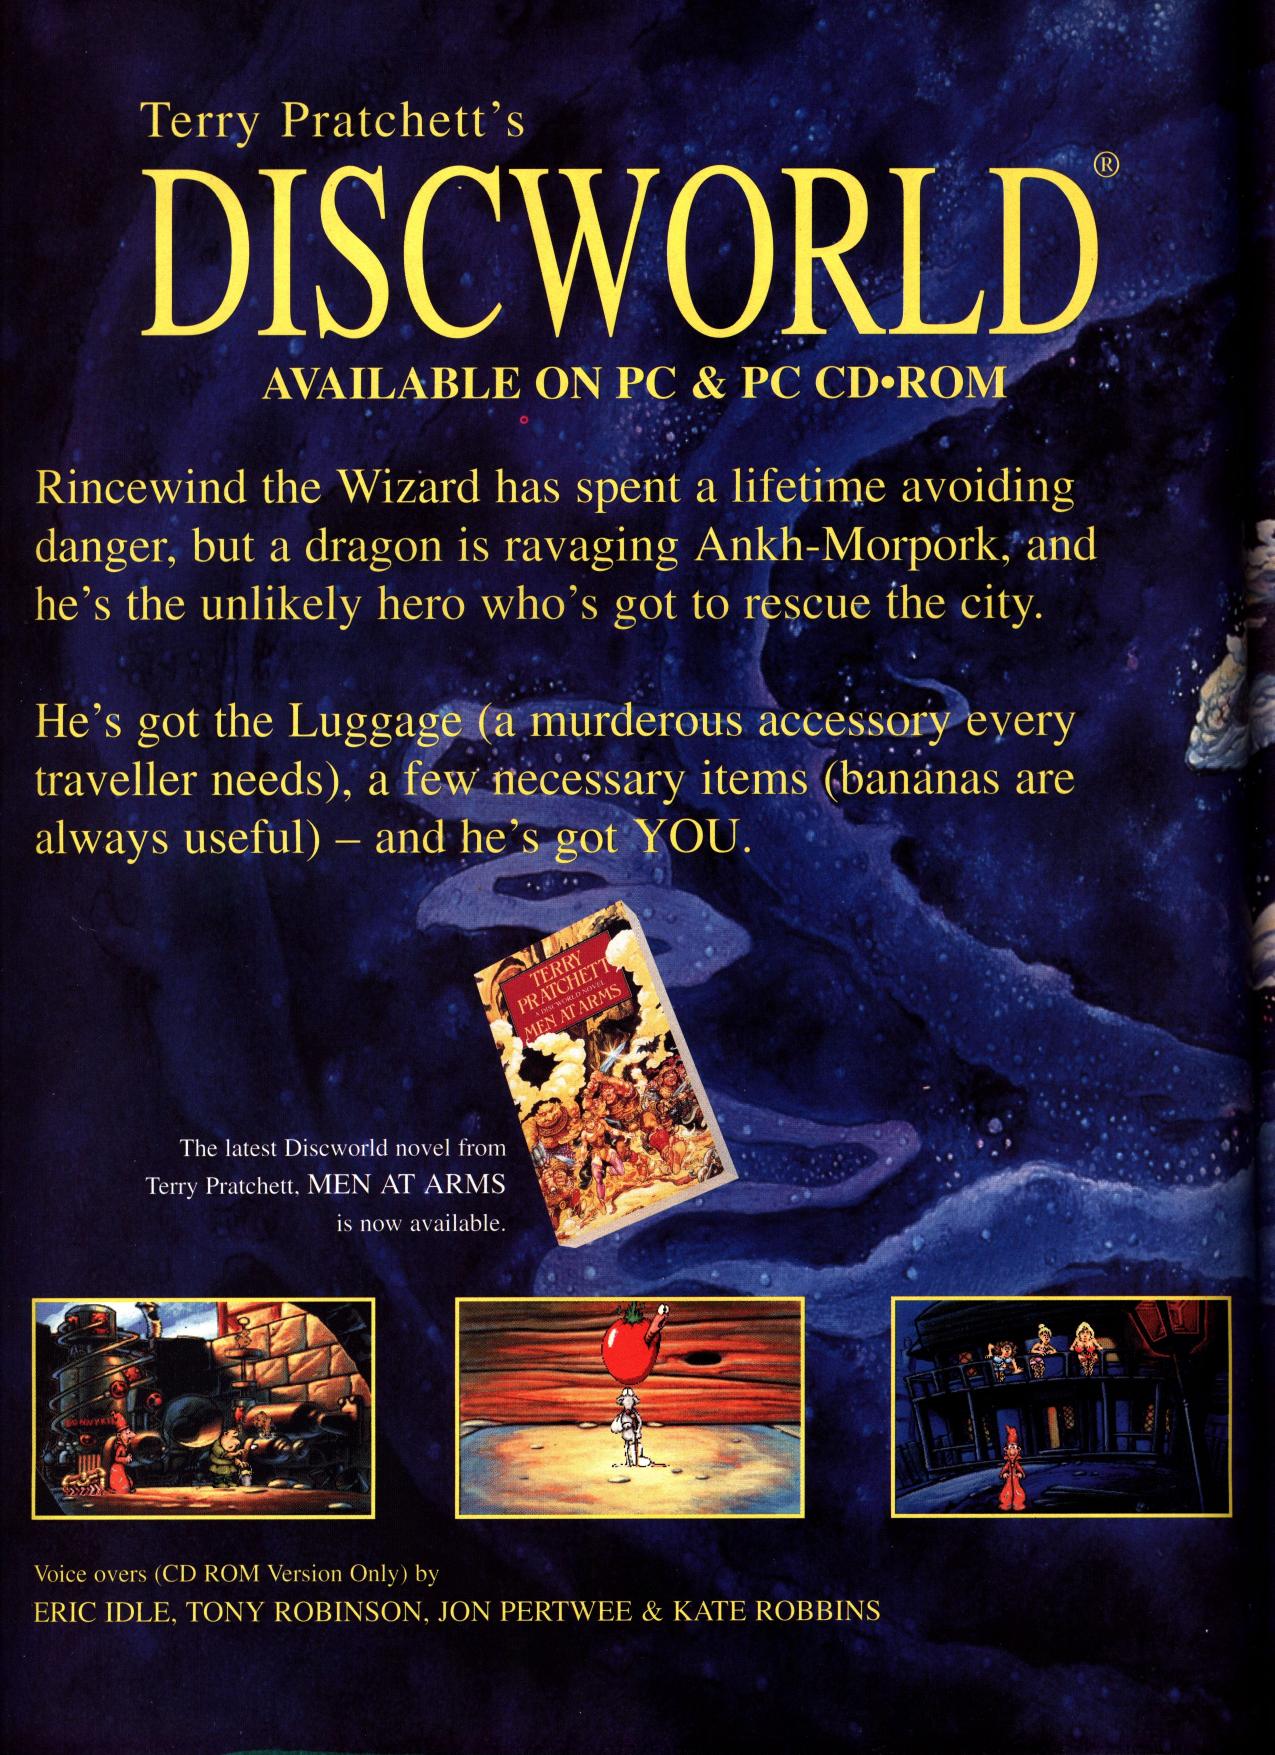 Terry Pratchett's
DISCWORLD®
AVAILABLE ON PC & PC CD•ROM
Rincewind the Wizard has spent a lifetime avoiding
danger, but a dragon is ravaging Ankh-Morpork, and
he's the unlikely hero who's got to rescue the city.
He's got the Luggage (a murderous accessory every
traveller needs), a few necessary items (bananas are
always useful) – and he's got YOU.
TERRY
PRATCHETT
A DISCWORLD NOVEL
MEN AT ARMS
The latest Discworld novel from
Terry Pratchett, MEN AT ARMS
is now available.
Voice overs (CD ROM Version Only) by
ERIC IDLE, TONY ROBINSON, JON PERTWEE & KATE ROBBINS